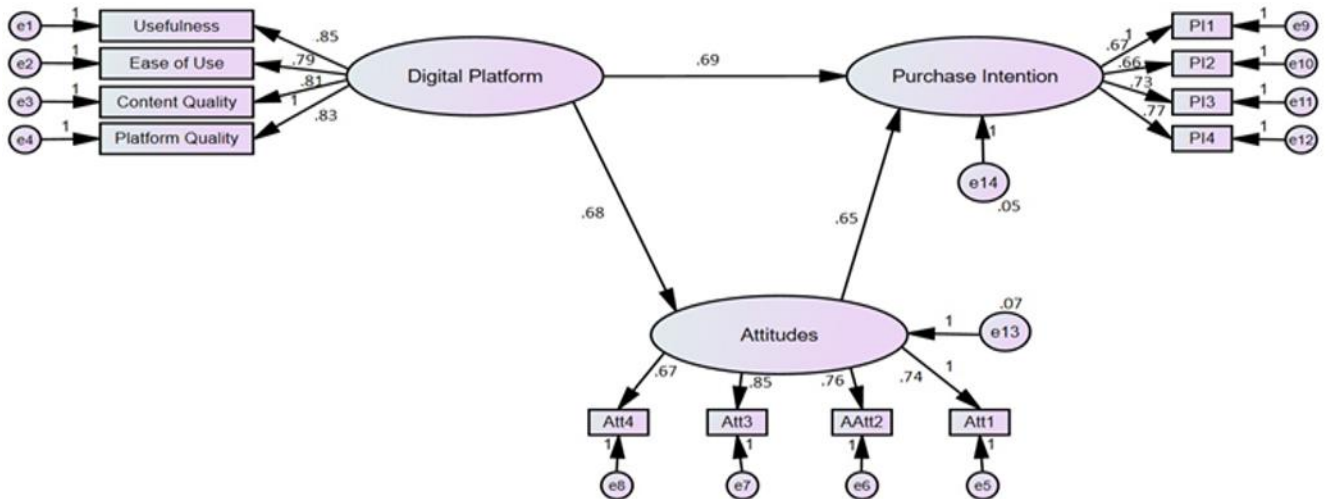 e1
1
Usefulness
.85
e2
1
Ease of Use
.79
e3
1
Content Quality
.81
1
e4
1
Platform Quality
.83
Digital Platform
.69
Purchase Intention
1
.67
PI1
1
e9
.66
PI2
1
e10
.73
PI3
1
e11
.77
PI4
1
e12
1
e14
.05
.68
.65
Attitudes
.07
1
e13
.67
.85
.76
.74
1
Att4
Att3
AAtt2
Att1
1
1
1
1
e8
e7
e6
e5